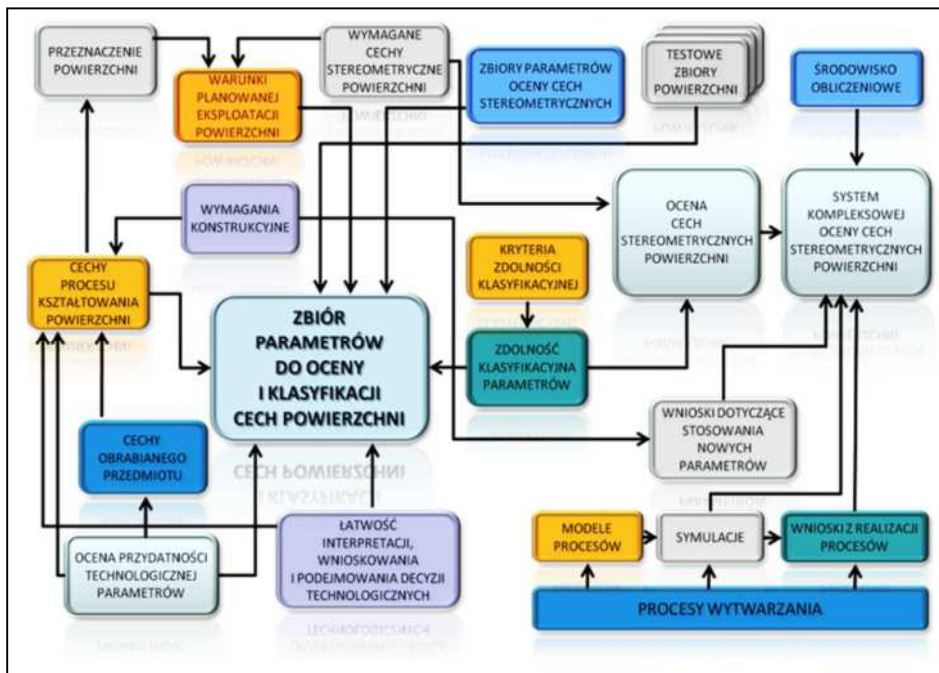 PRZEZNACZENIE
POWIERZCHNI
WYMAGANE
CECHY
STEREOMETRYCZNE
POWIERZCHNI
WARUNKI
PLANOWANEJ
EKSPLOATACJI
POWIERZCHNI
ZBIORY PARAMETRÓW
OCENY CECH
STEREOMETRYCZNYCH
TESTOWE
ZBIORY
POWIERZCHNI
ŚRODOWISKO
OBLICZENIOWE
WYMAGANIA
KONSTRUKCYJNE
OCENA
CECH
STEREOMETRYCZNYCH
POWIERZCHNI
SYSTEM
KOMPLEKSOWEJ
OCENY CECH
STEREOMETRYCZNYCH
POWIERZCHNI
CECHY
PROCESU
KSZTAŁTOWANIA
POWIERZCHNI
KRYTERIA
ZDOLNOŚCI
KLASYFIKACYJNEJ
ZBIÓR
PARAMETRÓW
DO OCENY
I KLASYFIKACJI
CECH POWIERZCHNI
ZDOLNOŚĆ
KLASYFIKACYJNA
PARAMETRÓW
CECHY
OBRABIANEGO
PRZEDMIOTU
WNIOSKI DOTYCZĄCE
STOSOWANIA
NOWYCH
PARAMETRÓW
OCENA PRZYDATNOŚCI
TECHNOLOGICZNEJ
PARAMETRÓW
ŁATWOŚĆ
INTERPRETACJI,
WNIOSKOWANIA
I PODEJMOWANIA DECYZJI
TECHNOLOGICZNYCH
MODELE
PROCESÓW
SYMULACJE
WNIOSKI Z REALIZACJI
PROCESÓW
PROCESY WYTWARZANIA